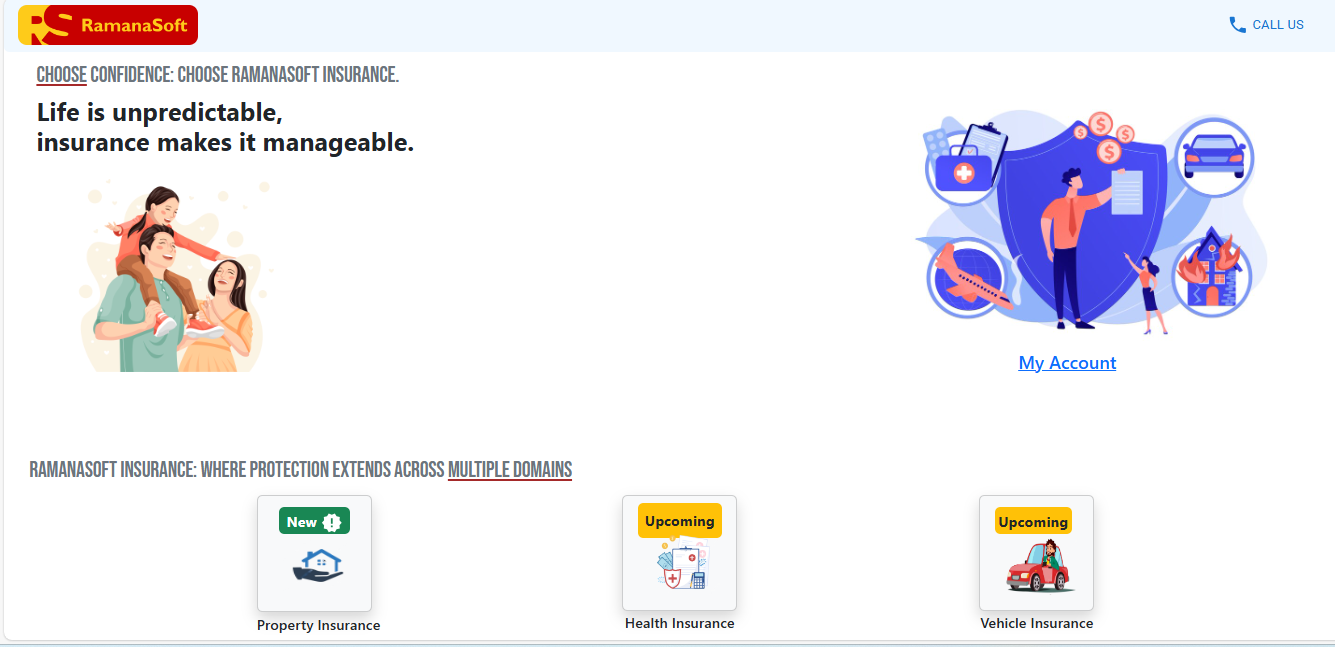 RS RamanaSoft
CALL US
CHOOSE CONFIDENCE: CHOOSE RAMANASOFT INSURANCE.
Life is unpredictable,
insurance makes it manageable.
$
$
$
$
My Account
RAMANASOFT INSURANCE: WHERE PROTECTION EXTENDS ACROSS MULTIPLE DOMAINS
New !
Upcoming
Upcoming
Property Insurance
Health Insurance
Vehicle Insurance